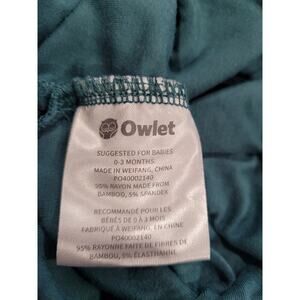 Owlet
SUGGESTED FOR BABIES
0-3 MONTHS.
MADE IN WEIFANG, CHINA
PO40002140
95% RAYON MADE FROM
BAMBOO, 5% SPANDEX
RECOMMANDÉ POUR LES
BÉBÉS DE 0 À 3 MOIS
FABRIQUÉ À WEIFANG, EN CHINE
PO40002140
95% RAYONNE FAITE DE FIBRES DE
BAMBOU, 5% ÉLASTHANNE